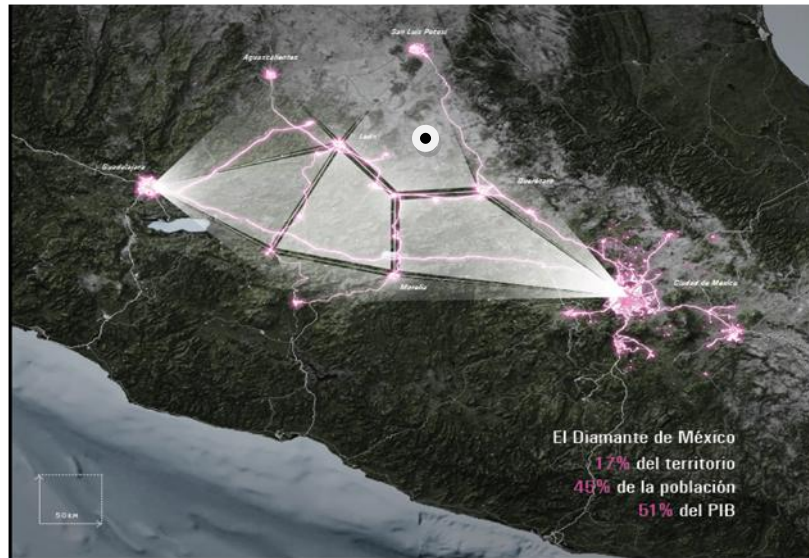 San Luis Potosí
Aguascalientes
León
Guadalajara
Querétaro
Ciudad de México
Morelia
El Diamante de México
17% del territorio
45% de la población
51% del PIB
50KM